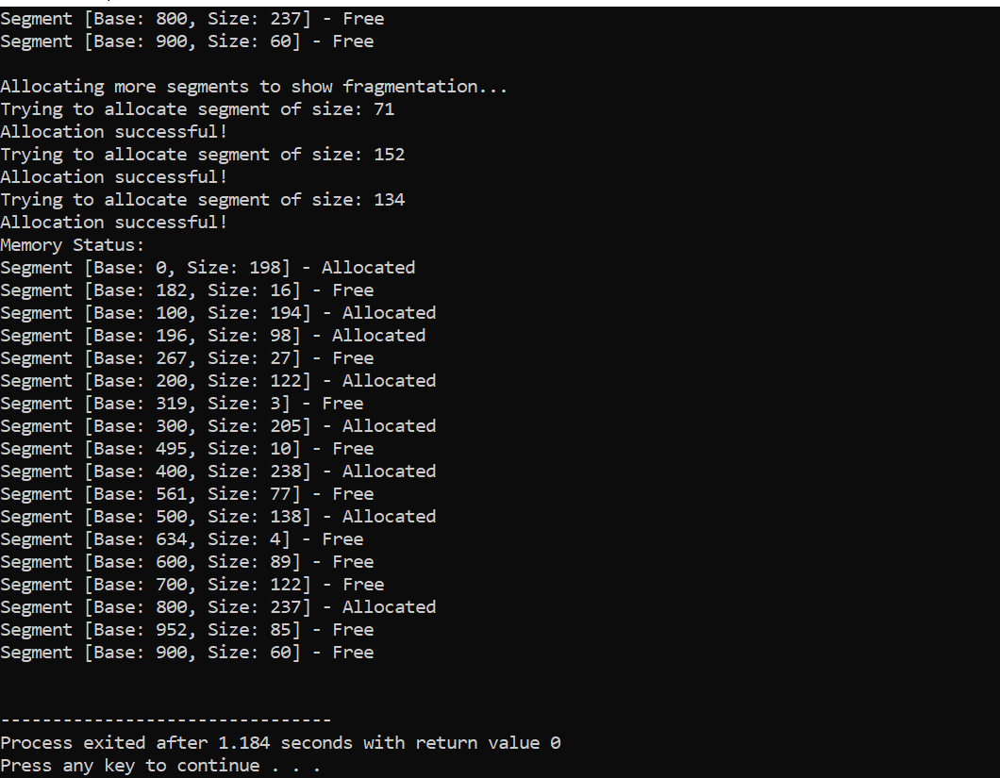 Segment [Base: 800, Size: 237] - Free
Segment [Base: 900, Size: 60] - Free
Allocating more segments to show fragmentation...
Trying to allocate segment of size: 71
Allocation successful!
Trying to allocate segment of size: 152
Allocation successful!
Trying to allocate segment of size: 134
Allocation successful!
Memory Status:
Segment [Base: 0, Size: 198] - Allocated
Segment [Base: 182, Size: 16] - Free
Segment [Base: 100, Size: 194] - Allocated
Segment [Base: 196, Size: 98] - Allocated
Segment [Base: 267, Size: 27] - Free
Segment [Base: 200, Size: 122] - Allocated
Segment [Base: 319, Size: 3] - Free
Segment [Base: 300, Size: 205] - Allocated
Segment [Base: 495, Size: 10] - Free
Segment [Base: 400, Size: 238] - Allocated
Segment [Base: 561, Size: 77] - Free
Segment [Base: 500, Size: 138] - Allocated
Segment [Base: 634, Size: 4] - Free
Segment [Base: 600, Size: 89] - Free
Segment [Base: 700, Size: 122] - Free
Segment [Base: 800, Size: 237] - Allocated
Segment [Base: 952, Size: 85] - Free
Segment [Base: 900, Size: 60] - Free
--------------------------------
Process exited after 1.184 seconds with return value 0
Press any key to continue . . .